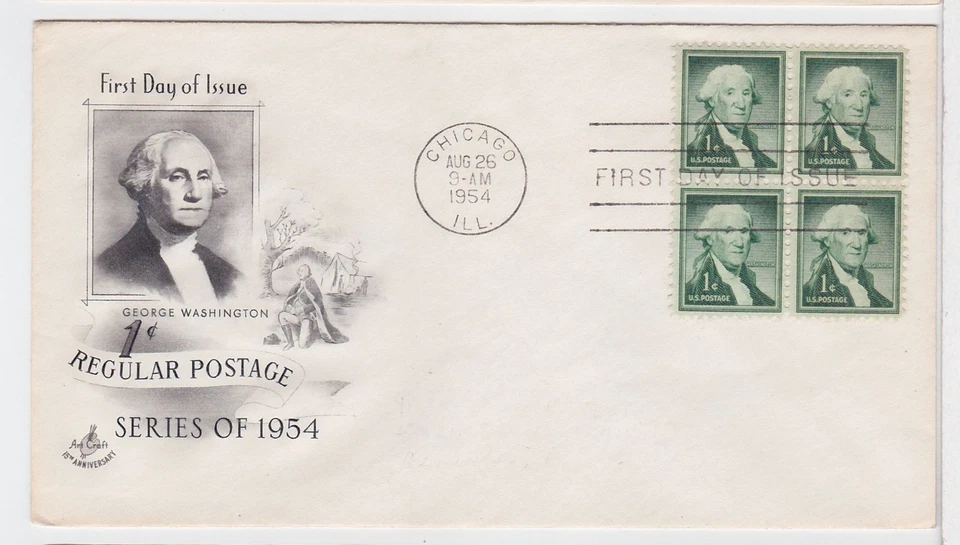 First Day of Issue
GEORGE WASHINGTON
1¢
REGULAR POSTAGE
SERIES OF 1954
Art Craft
15TH ANNIVERSARY
CHICAGO
AUG 26
9-AM
1954
ILL.
FIRST DAY OF ISSUE
1¢
U.S. POSTAGE
1¢
U.S. POSTAGE
1¢
U.S. POSTAGE
1¢
U.S. POSTAGE